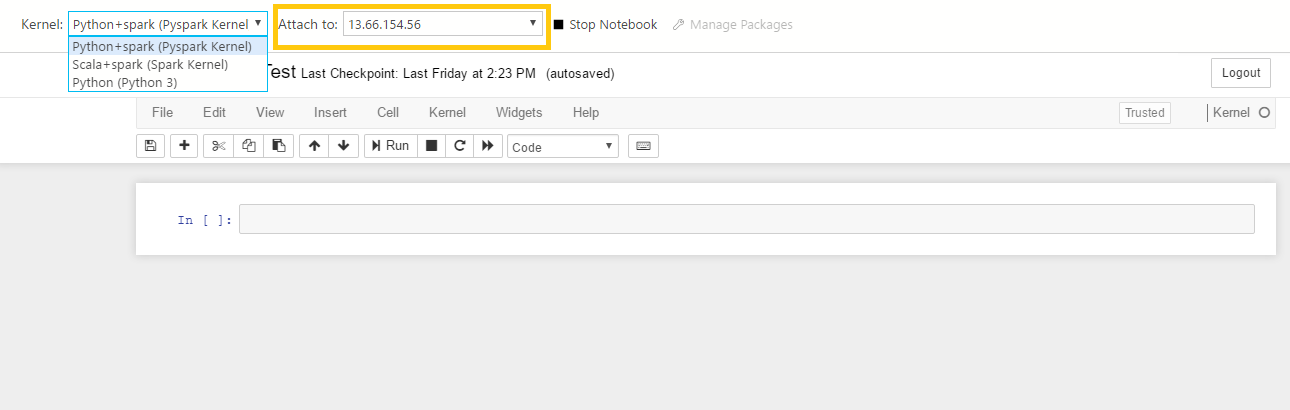 Kernel: Python+spark (Pyspark Kernel Attach to: 13.66.154.56 Stop Notebook Manage Packages
Python+spark (Pyspark Kernel)
Scala+spark (Spark Kernel)
Python (Python 3)
Test Last Checkpoint: Last Friday at 2:23 PM (autosaved) Logout
File Edit View Insert Cell Kernel Widgets Help Trusted Kernel
Run Code
In [ ]: